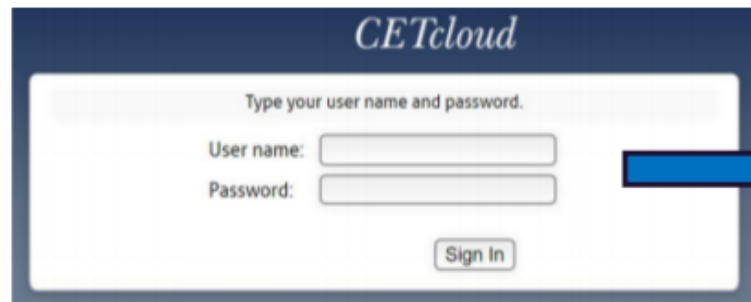 CETcloud
Type your user name and password.
User name:
Password:
Sign In